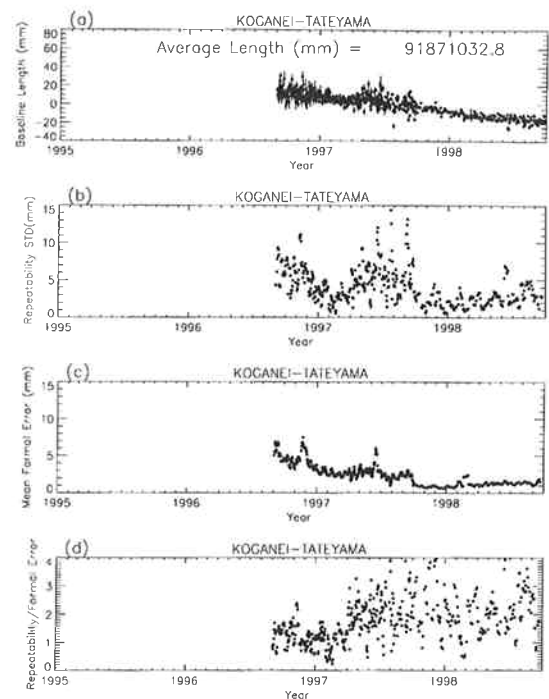 (a) KOGANEI-TATEYAMA
Average Length (mm) = 91871032.8
Baseline Length (mm)
80
60
40
20
0
-20
-40
1995 1996 1997 1998
Year
(b) KOGANEI-TATEYAMA
Repeatability STD(mm)
15
10
5
0
1995 1996 1997 1998
Year
(c) KOGANEI-TATEYAMA
Mean Formal Error (mm)
15
10
5
0
1995 1996 1997 1998
Year
(d) KOGANEI-TATEYAMA
Repeatability/Formal Error
4
3
2
1
0
1995 1996 1997 1998
Year